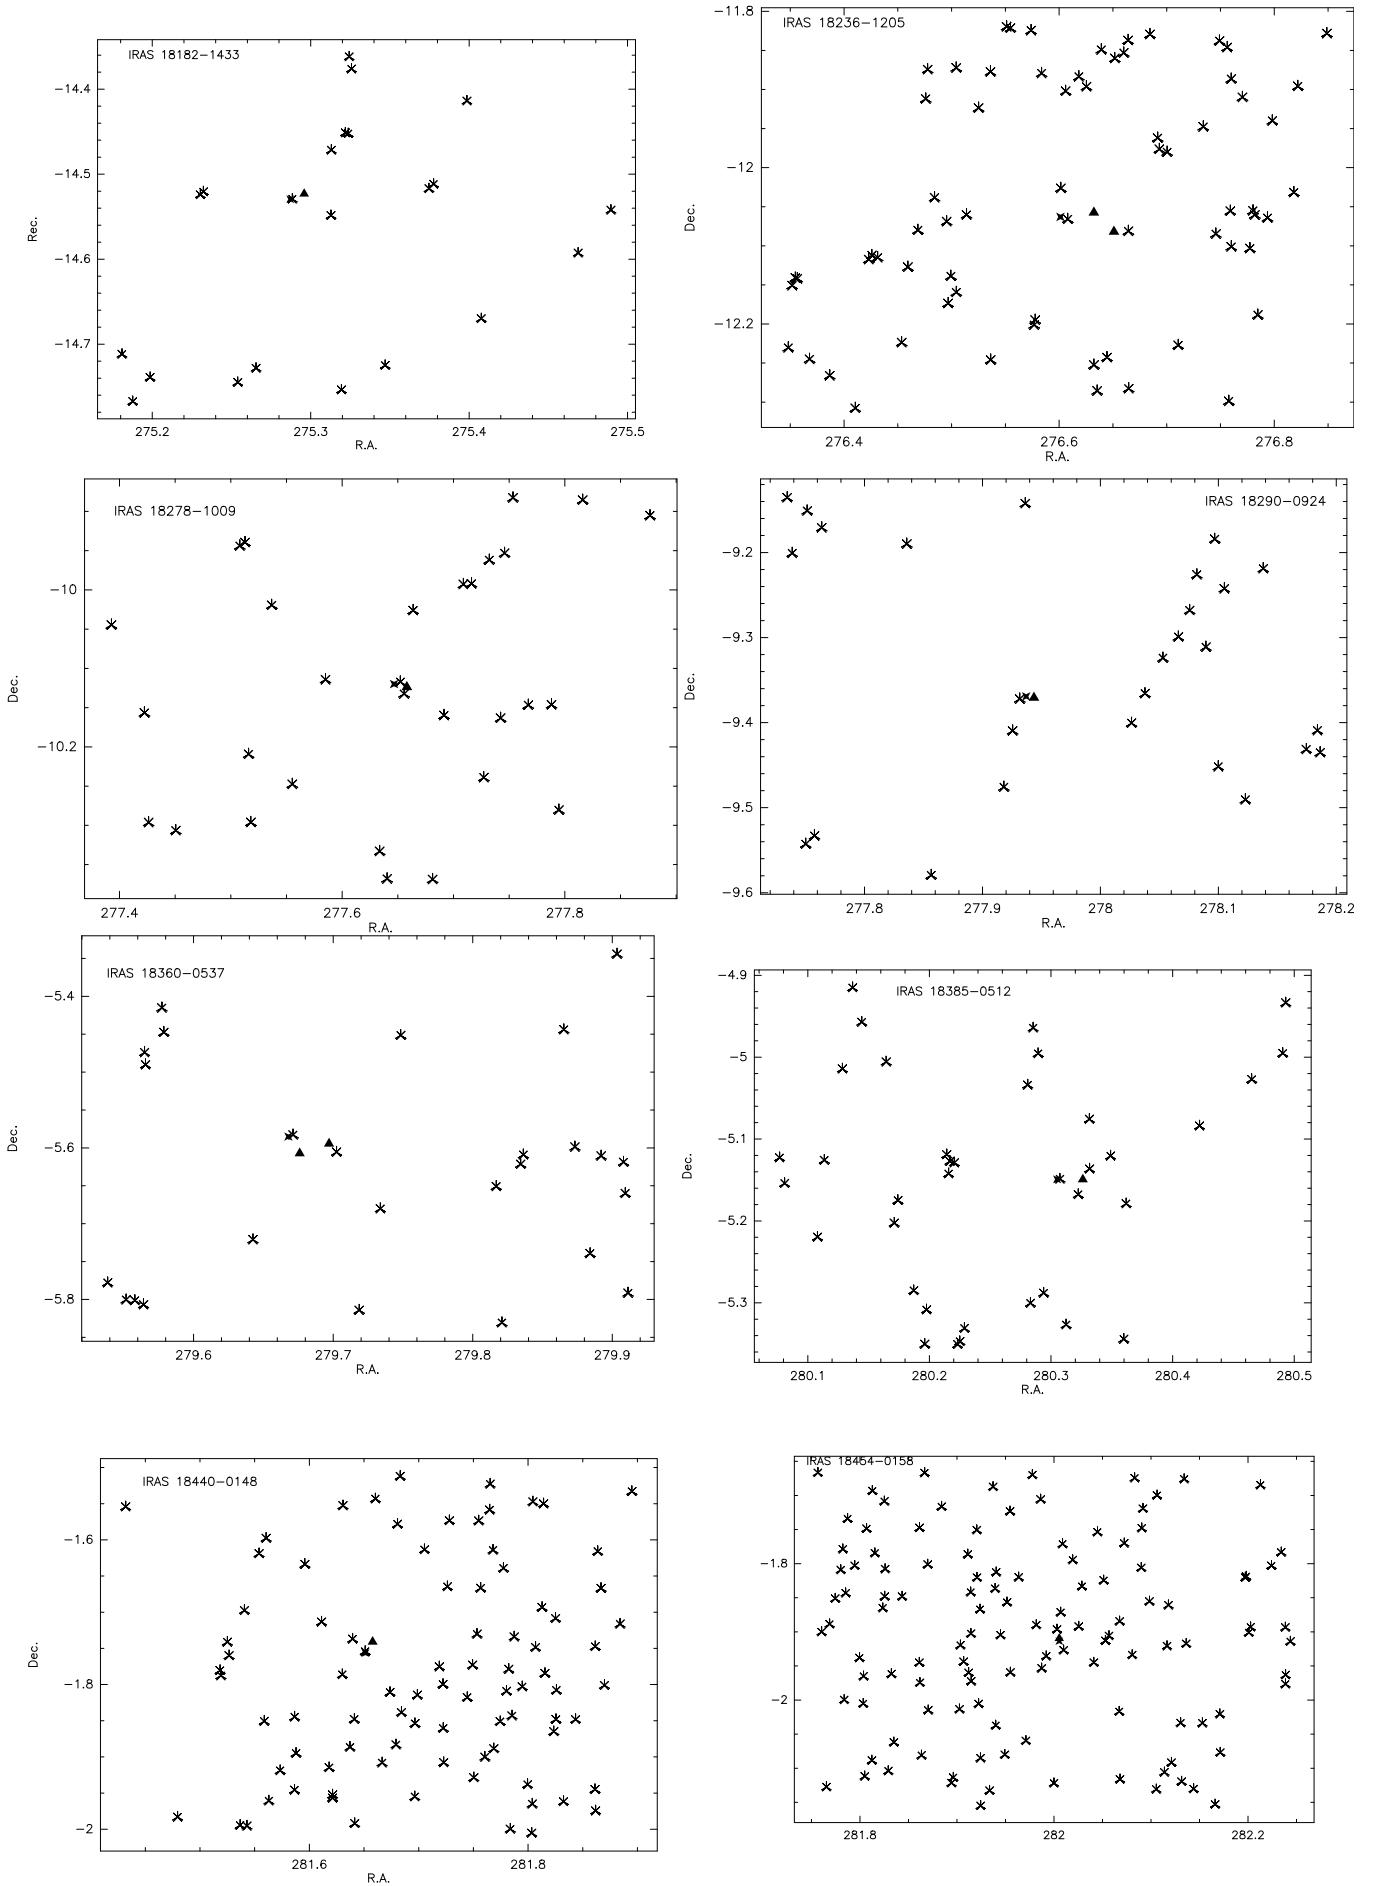 IRAS 18182−1433
−14.4
−14.5
−14.6
−14.7
Rec.
275.2 275.3 275.4 275.5
R.A.
IRAS 18236−1205
−11.8
−12
−12.2
Dec.
276.4 276.6 276.8
R.A.
IRAS 18278−1009
−10
−10.2
Dec.
277.4 277.6 277.8
R.A.
IRAS 18290−0924
−9.2
−9.3
−9.4
−9.5
−9.6
Dec.
277.8 277.9 278 278.1 278.2
R.A.
IRAS 18360−0537
−5.4
−5.6
−5.8
Dec.
279.6 279.7 279.8 279.9
R.A.
IRAS 18385−0512
−4.9
−5
−5.1
−5.2
−5.3
Dec.
280.1 280.2 280.3 280.4 280.5
R.A.
IRAS 18440−0148
−1.6
−1.8
−2
Dec.
281.6 281.8
R.A.
IRAS 18454−0158
−1.8
−2
281.8 282 282.2